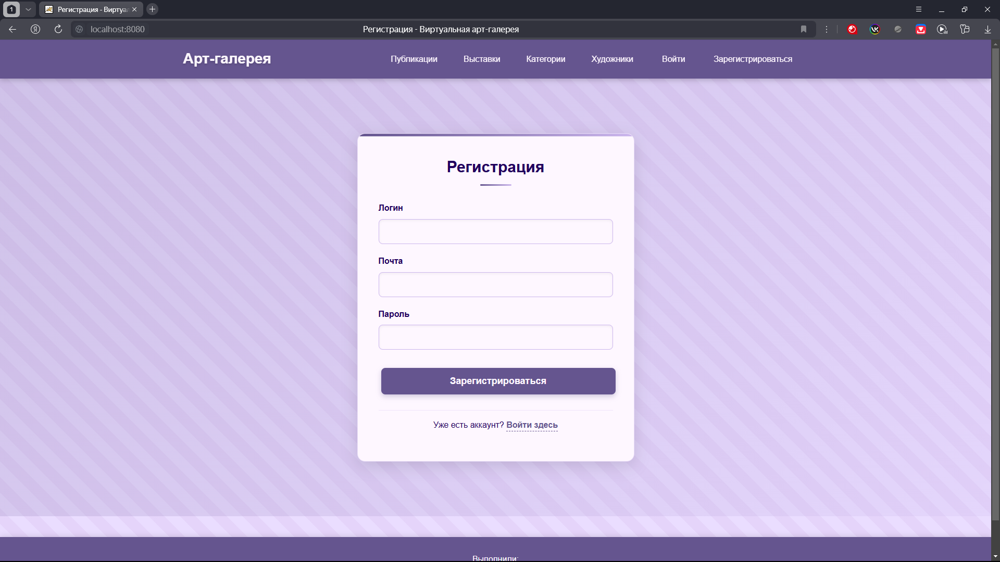 1
Регистрация - Виртуа
localhost:8080
Регистрация - Виртуальная арт-галерея
Арт-галерея
Публикации
Выставки
Категории
Художники
Войти
Зарегистрироваться
Регистрация
Логин
Почта
Пароль
Зарегистрироваться
Уже есть аккаунт? Войти здесь
Выполнили: